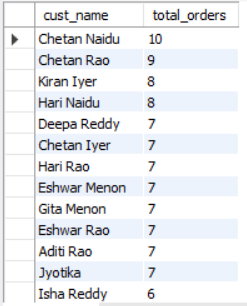 cust_name total_orders
Chetan Naidu 10
Chetan Rao 9
Kiran Iyer 8
Hari Naidu 8
Deepa Reddy 7
Chetan Iyer 7
Hari Rao 7
Eshwar Menon 7
Gita Menon 7
Eshwar Rao 7
Aditi Rao 7
Jyotika 7
Isha Reddy 6